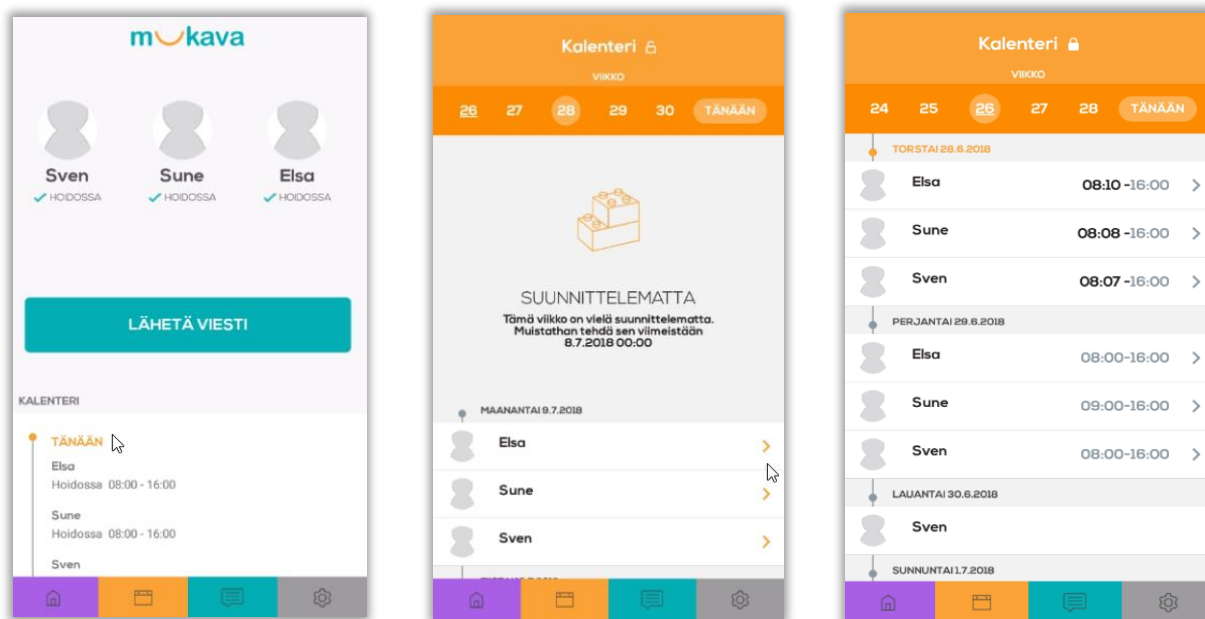 mukava
Sven Sune Elsa
HOIDOSSA HOIDOSSA HOIDOSSA
LÄHETÄ VIESTI
KALENTERI
TÄNÄÄN
Elsa
Hoidossa 08:00 - 16:00
Sune
Hoidossa 08:00 - 16:00
Sven
Kalenteri
VIIKKO
26 27 28 29 30 TÄNÄÄN
SUUNNITTELEMATTA
Tämä viikko on vielä suunnittelematta.
Muistathan tehdä sen viimeistään
8.7.2018 00:00
MAANANTAI 9.7.2018
Elsa
Sune
Sven
Kalenteri
VIIKKO
24 25 26 27 28 TÄNÄÄN
TORSTAI 28.6.2018
Elsa 08:10 -16:00
Sune 08:08 -16:00
Sven 08:07 -16:00
PERJANTAI 29.6.2018
Elsa 08:00-16:00
Sune 09:00-16:00
Sven 08:00-16:00
LAUANTAI 30.6.2018
Sven
SUNNUNTAI 1.7.2018